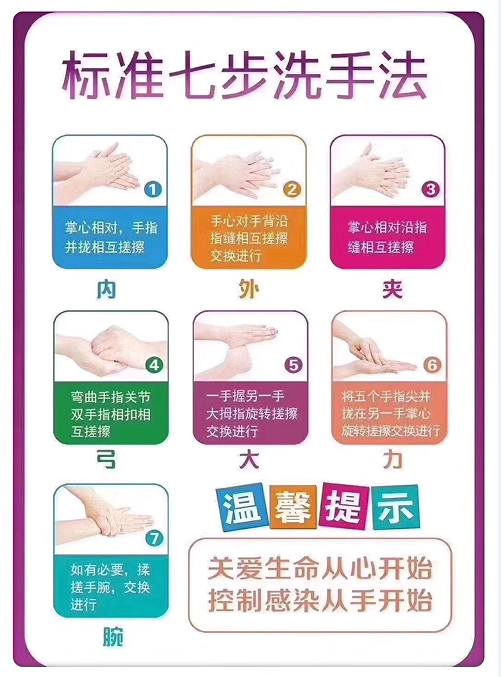 标准七步洗手法
1
掌心相对，手指
并拢相互搓擦
内
2
手心对手背沿
指缝相互搓擦
交换进行
外
3
掌心相对沿指
缝相互搓擦
夹
4
弯曲手指关节
双手指相扣相
互搓擦
弓
5
一手握另一手
大拇指旋转搓擦
交换进行
大
6
将五个手指尖并
拢在另一手掌心
旋转搓擦交换进行
力
7
如有必要，揉
搓手腕，交换
进行
腕
温馨提示
关爱生命从心开始
控制感染从手开始